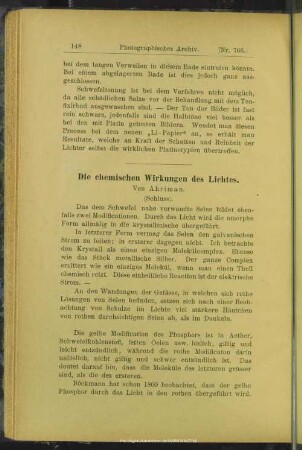 148 Photographisches Archiv. [Nr. 706.
bei dem langen Verweilen in diesem Bade eintreten könnte.
Bei einem abgelagerten Bade ist dies jedoch ganz aus-
geschlossen.
Schwefeltonung ist bei dem Verfahren nicht möglich,
da alle schädlichen Salze vor der Behandlung mit dem Ton-
fixirbad ausgewaschen sind. — Der Ton der Bilder ist fast
rein schwarz, jedenfalls sind die Halbtöne viel besser als
bei den mit Platin getonten Bildern. Wendet man diesen
Process bei dem neuen „Li-Papier“ an, so erhält man
Resultate, welche an Kraft der Schatten und Reinheit der
Lichter selbst die wirklichen Platinotypien übertreffen.
Die chemischen Wirkungen des Lichtes.
Von Ahriman.
(Schluss).
Das dem Schwefel nahe verwandte Selen bildet eben-
falls zwei Modificationen. Durch das Licht wird die amorphe
Form allmälig in die krystallinische übergeführt.
In letzterer Form vermag das Selen den galvanischen
Strom zu leiten; in ersterer dagegen nicht. Ich betrachte
den Krystall als einen einzigen Molekülcomplex. Ebenso
wie das Stück metallische Silber. Der ganze Complex
erzittert wie ein einziges Molekül, wenn man einen Theil
chemisch reizt. Diese einheitliche Reaction ist der elektrische
Strom. —
An den Wandungen der Gefässe, in welchen sich rothe
Lösungen von Selen befinden, setzen sich nach einer Beob-
achtung von Schultze im Lichte viel stärkere Häutchen
von rothen durchsichtigen Selen an, als im Dunkeln.
Die gelbe Modification des Phosphors ist in Aether,
Schwefelkohlenstoff, fetten Oelen usw. löslich, giftig und
leicht entzündlich, während die rothe Modification darin
unlöslich, nicht giftig und schwer entzündlich ist. Das
deutet darauf hin, dass die Moleküle des letzteren grösser
sind, als des ersteren.
Böckmann hat schon 1800 beobachtet, dass der gelbe
Phosphor durch das Licht in den rothen übergeführt wird.